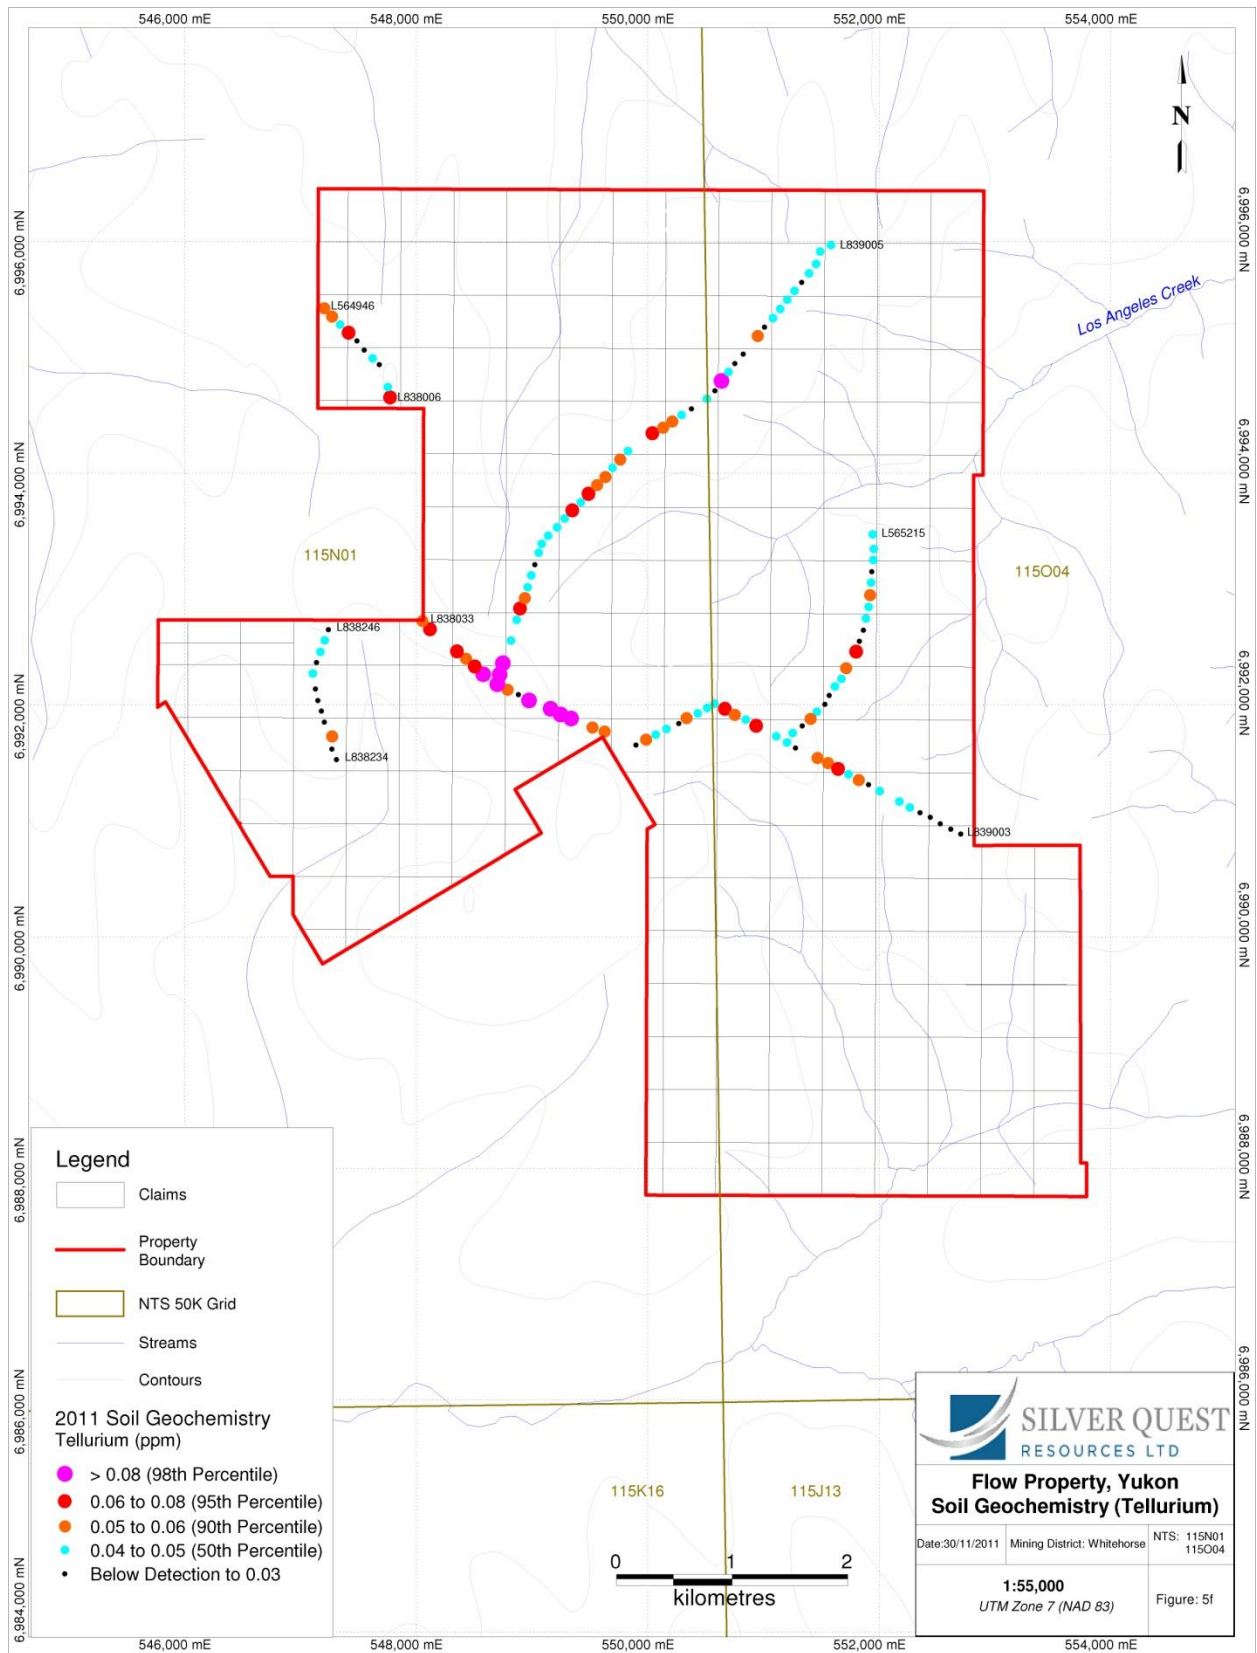 546,000 mE 548,000 mE 550,000 mE 552,000 mE 554,000 mE
N
6,996,000 mN
6,996,000 mN
L839005
Los Angeles Creek
L564946
L838006
6,994,000 mN
6,994,000 mN
L565215
115N01
115O04
L838033
L838246
6,992,000 mN
6,992,000 mN
L838234
L839003
6,990,000 mN
6,990,000 mN
6,988,000 mN
6,988,000 mN
Legend
Claims
Property
Boundary
NTS 50K Grid
Streams
Contours
6,986,000 mN
6,986,000 mN
2011 Soil Geochemistry
Tellurium (ppm)
> 0.08 (98th Percentile)
0.06 to 0.08 (95th Percentile)
0.05 to 0.06 (90th Percentile)
0.04 to 0.05 (50th Percentile)
Below Detection to 0.03
115K16
115J13
0 1 2
kilometres
SILVER QUEST
RESOURCES LTD
Flow Property, Yukon
Soil Geochemistry (Tellurium)
Date:30/11/2011 Mining District: Whitehorse NTS: 115N01
115O04
1:55,000
UTM Zone 7 (NAD 83)
Figure: 5f
6,984,000 mN
6,984,000 mN
546,000 mE 548,000 mE 550,000 mE 552,000 mE 554,000 mE